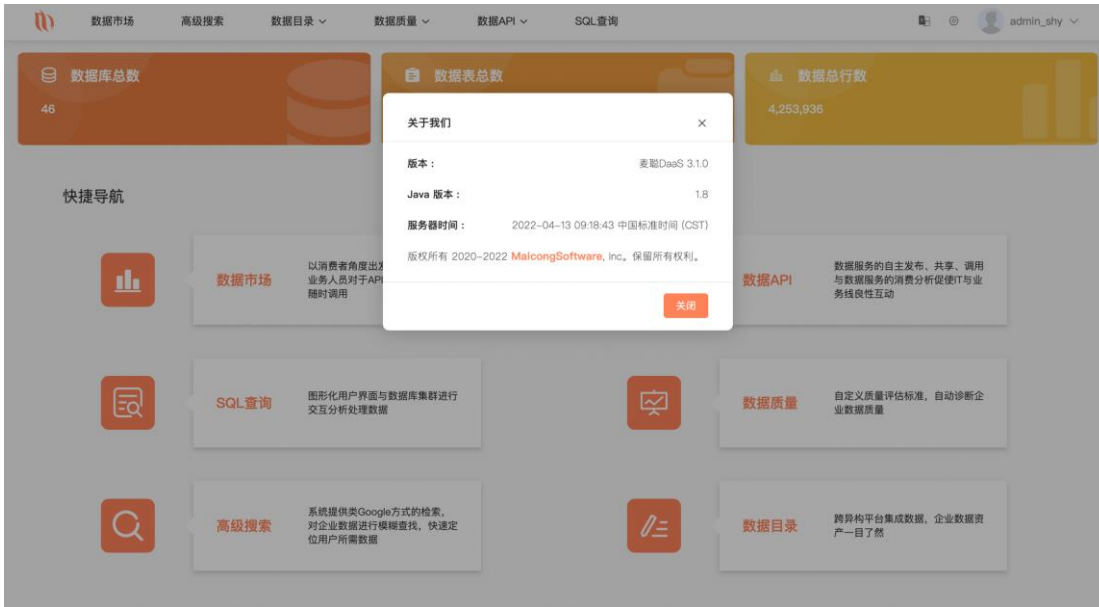 数据市场 高级搜索 数据目录 数据质量 数据API SQL查询 admin_shy
数据库总数
46
数据表总数
数据总行数
4,253,936
关于我们
版本：
麦聪DaaS 3.1.0
Java 版本：
1.8
服务器时间：
2022-04-13 09:18:43 中国标准时间 (CST)
版权所有 2020-2022 MaicongSoftware, Inc。保留所有权利。
关闭
快捷导航
数据市场
以消费者角度出发
业务人员对于API
随时调用
数据API
数据服务的自主发布、共享、调用
与数据服务的消费分析促使IT与业
务线良性互动
SQL查询
图形化用户界面与数据库集群进行
交互分析处理数据
数据质量
自定义质量评估标准，自动诊断企
业数据质量
高级搜索
系统提供类Google方式的检索，
对企业数据进行模糊查找，快速定
位用户所需数据
数据目录
跨异构平台集成数据，企业数据资
产一目了然